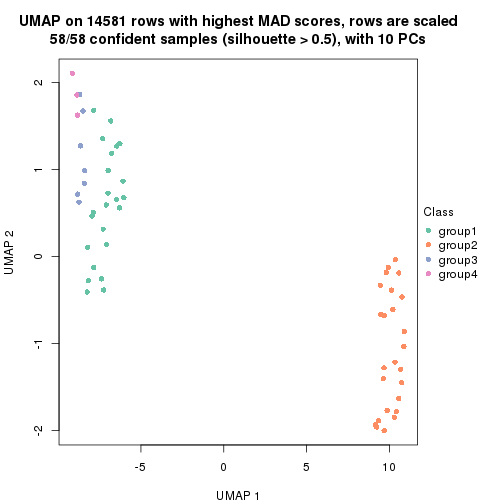 UMAP on 14581 rows with highest MAD scores, rows are scaled
58/58 confident samples (silhouette > 0.5), with 10 PCs
2
1
0
-1
-2
UMAP 2
-5
0
5
10
UMAP 1
Class
group1
group2
group3
group4